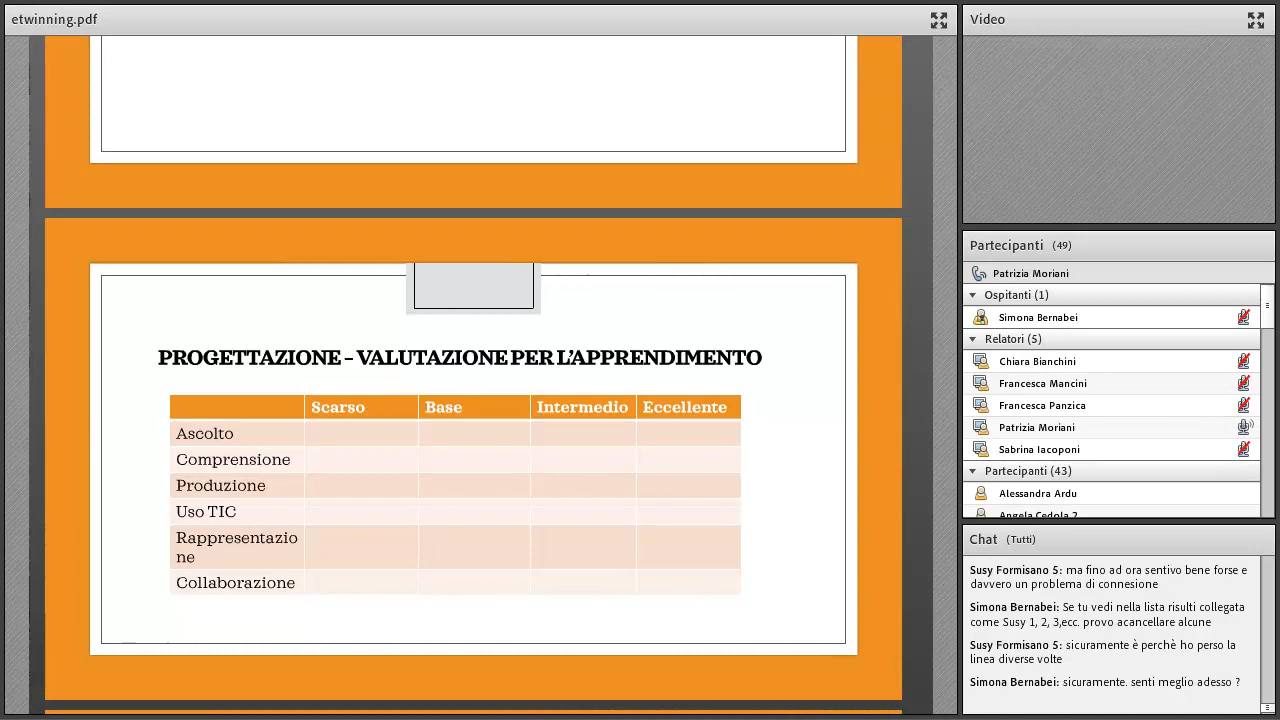 etwinning.pdf
PROGETTAZIONE – VALUTAZIONE PER L’APPRENDIMENTO
Scarso Base Intermedio Eccellente
Ascolto
Comprensione
Produzione
Uso TIC
Rappresentazio
ne
Collaborazione
Video
Partecipanti (49)
Patrizia Moriani
Ospitanti (1)
Simona Bernabei
Relatori (5)
Chiara Bianchini
Francesca Mancini
Francesca Panzica
Patrizia Moriani
Sabrina Iacoponi
Partecipanti (43)
Alessandra Ardu
Angela Cedola 2
Chat (Tutti)
Susy Formisano 5: ma fino ad ora sentivo bene forse e
davvero un problema di connesione
Simona Bernabei: Se tu vedi nella lista risulti collegata
come Susy 1, 2, 3,ecc. provo acancellare alcune
Susy Formisano 5: sicuramente è perchè ho perso la
linea diverse volte
Simona Bernabei: sicuramente. senti meglio adesso ?